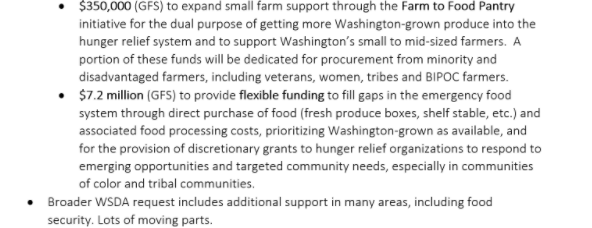 • $350,000 (GFS) to expand small farm support through the Farm to Food Pantry
initiative for the dual purpose of getting more Washington-grown produce into the
hunger relief system and to support Washington's small to mid-sized farmers.  A
portion of these funds will be dedicated for procurement from minority and
disadvantaged farmers, including veterans, women, tribes and BIPOC farmers.
• $7.2 million (GFS) to provide flexible funding to fill gaps in the emergency food
system through direct purchase of food (fresh produce boxes, shelf stable, etc.) and
associated food processing costs, prioritizing Washington-grown as available, and
for the provision of discretionary grants to hunger relief organizations to respond to
emerging opportunities and targeted community needs, especially in communities
of color and tribal communities.
• Broader WSDA request includes additional support in many areas, including food
security. Lots of moving parts.